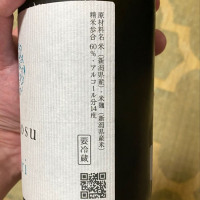 原材料名 米(新潟県産)・米麹(新潟県産米)
精米歩合 60%・アルコール分14度
要冷蔵
su